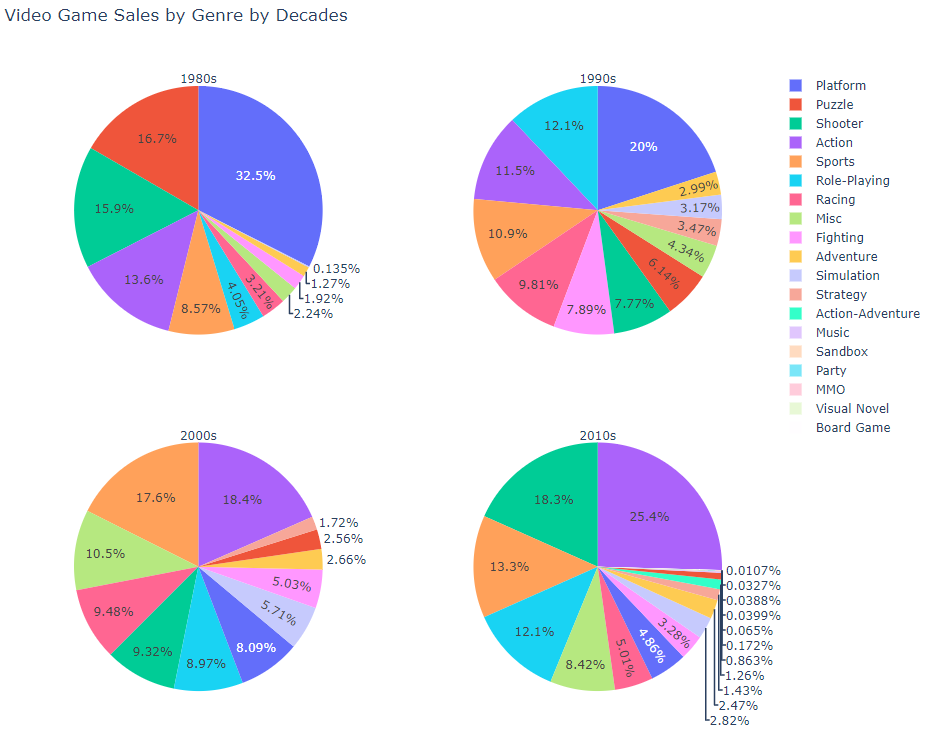 Video Game Sales by Genre by Decades
1980s
32.5%
16.7%
15.9%
13.6%
8.57%
4.05%
3.21%
2.24%
1.92%
1.27%
0.135%
1990s
20%
12.1%
11.5%
10.9%
9.81%
7.89%
7.77%
6.14%
4.34%
3.47%
3.17%
2.99%
Platform
Puzzle
Shooter
Action
Sports
Role-Playing
Racing
Misc
Fighting
Adventure
Simulation
Strategy
Action-Adventure
Music
Sandbox
Party
MMO
Visual Novel
Board Game
2000s
18.4%
17.6%
10.5%
9.48%
9.32%
8.97%
8.09%
5.71%
5.03%
2.66%
2.56%
1.72%
2010s
25.4%
18.3%
13.3%
12.1%
8.42%
5.01%
4.86%
3.28%
0.0107%
0.0327%
0.0388%
0.0399%
0.065%
0.172%
0.863%
1.26%
1.43%
2.47%
2.82%